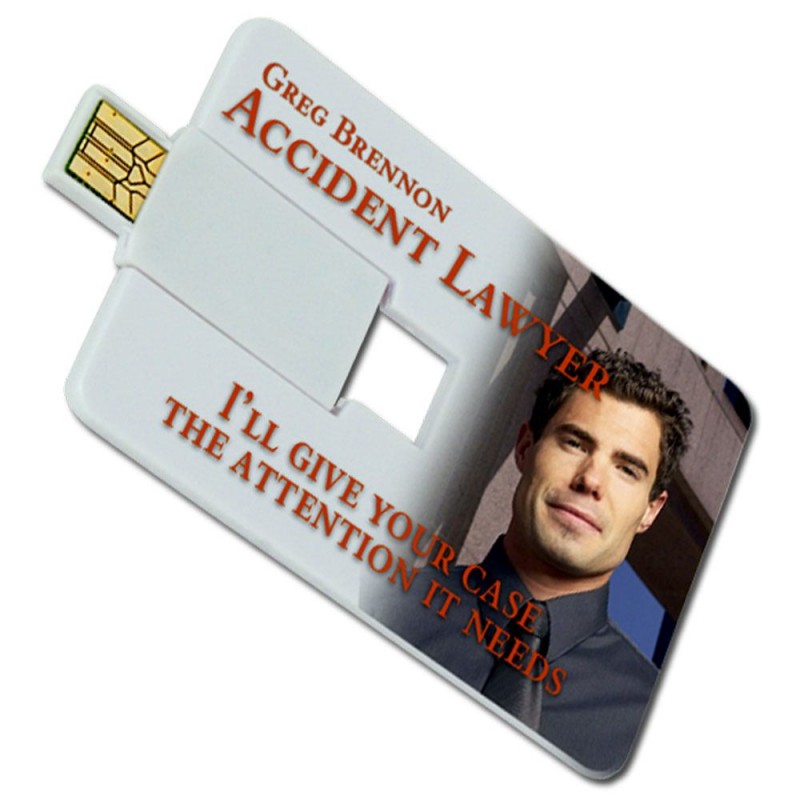 Greg Brennon
Accident Lawyer
I'll give your case
the attention it needs